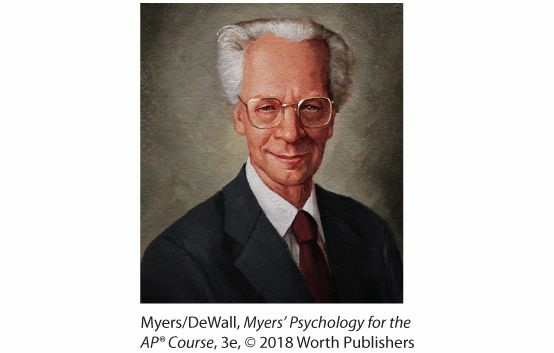 Myers/DeWall, Myers’ Psychology for the
AP® Course, 3e, © 2018 Worth Publishers